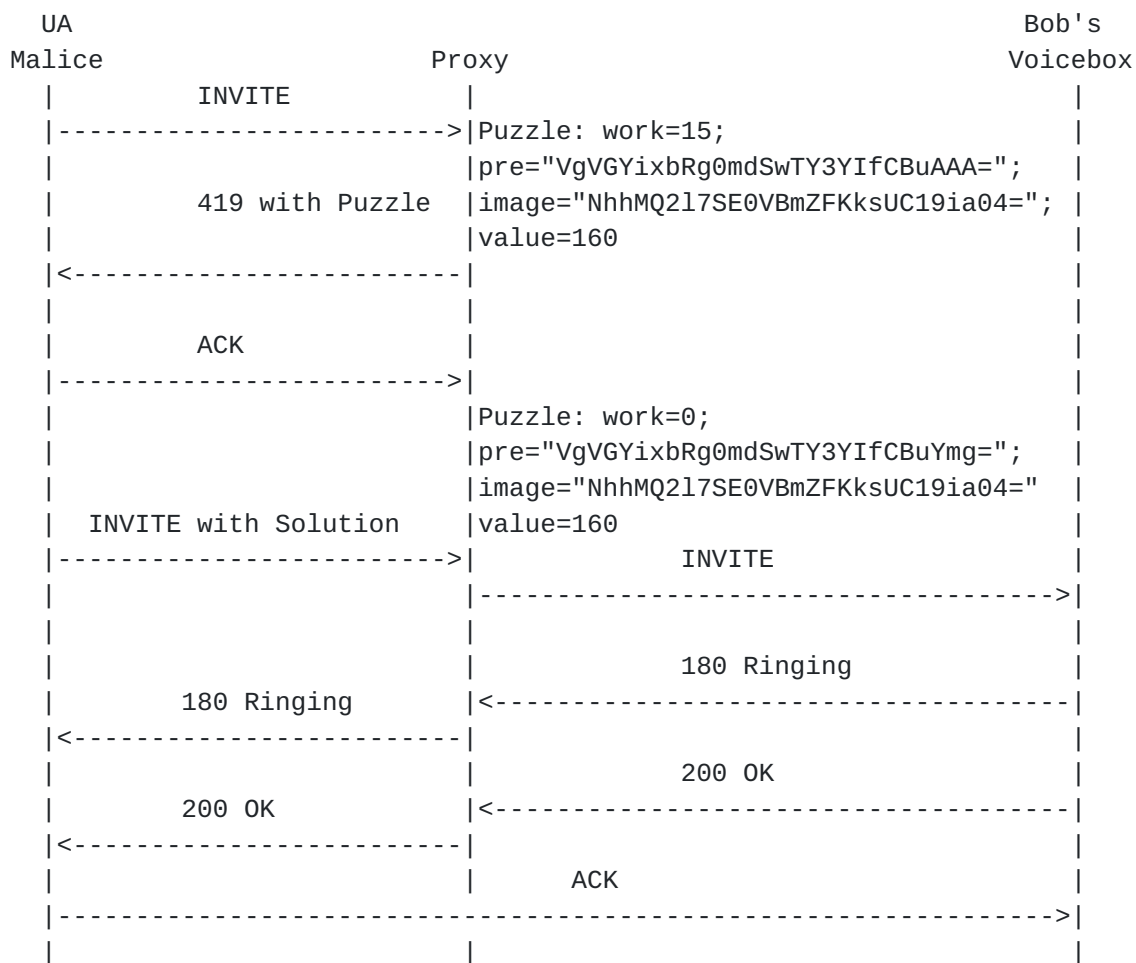 UA Bob's
Malice Proxy Voicebox
| INVITE | |
|------------------------->|Puzzle: work=15; |
| |pre="VgVGYixbRg0mdSwTY3YIfCBuAAA="; |
| 419 with Puzzle |image="NhhMQ2l7SE0VBmZFKksUC19ia04="; |
| |value=160 |
|<-------------------------| |
| | |
| ACK | |
|------------------------->| |
| |Puzzle: work=0; |
| |pre="VgVGYixbRg0mdSwTY3YIfCBuYmg="; |
| |image="NhhMQ2l7SE0VBmZFKksUC19ia04=" |
| INVITE with Solution |value=160 |
|------------------------->| INVITE |
| |------------------------------------->|
| | |
| | 180 Ringing |
| 180 Ringing |<-------------------------------------|
|<-------------------------| |
| | 200 OK |
| 200 OK |<-------------------------------------|
|<-------------------------| |
| | ACK |
|---------------------------------------------------------------->|
| | |